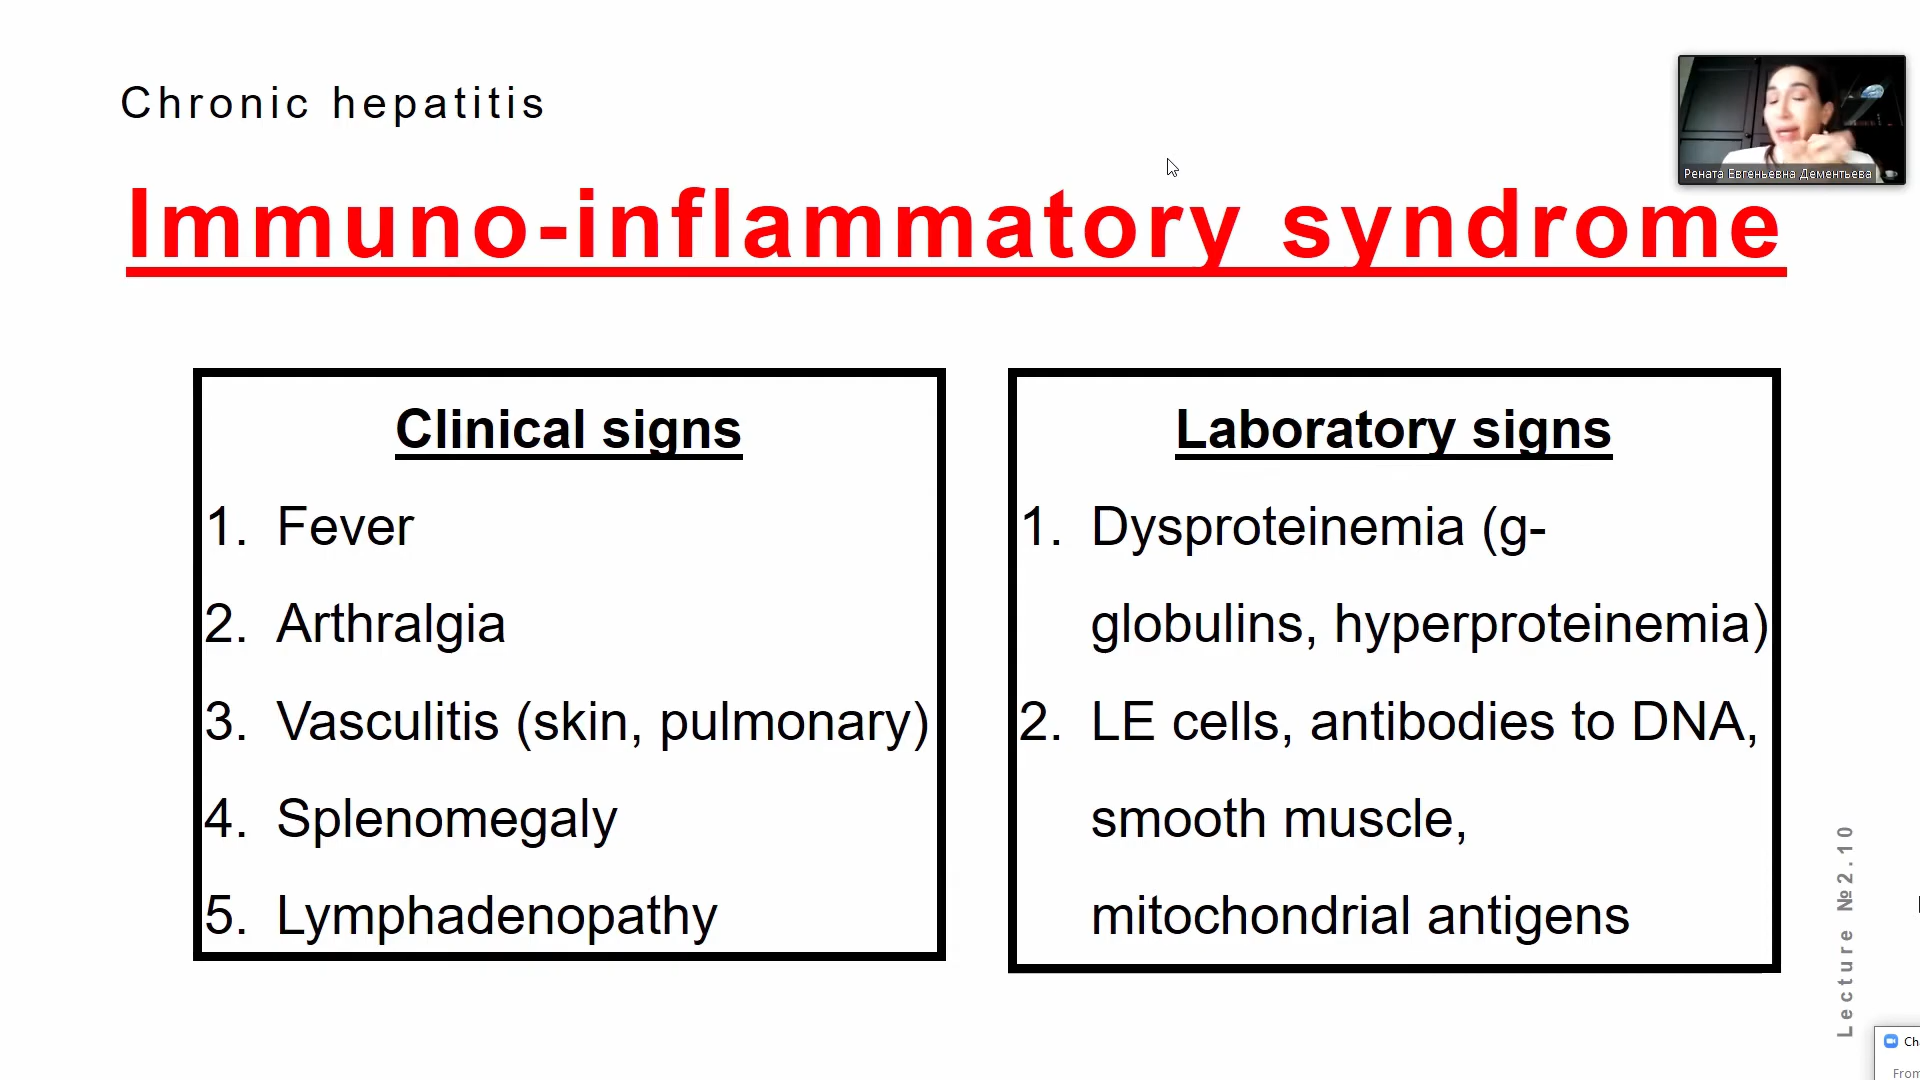 Chronic hepatitis
Рената Евгеньевна Дементьева
Immuno-inflammatory syndrome
Clinical signs
1. Fever
2. Arthralgia
3. Vasculitis (skin, pulmonary)
4. Splenomegaly
5. Lymphadenopathy
Laboratory signs
1. Dysproteinemia (g-
globulins, hyperproteinemia)
2. LE cells, antibodies to DNA,
smooth muscle,
mitochondrial antigens
Lecture №2.10
From